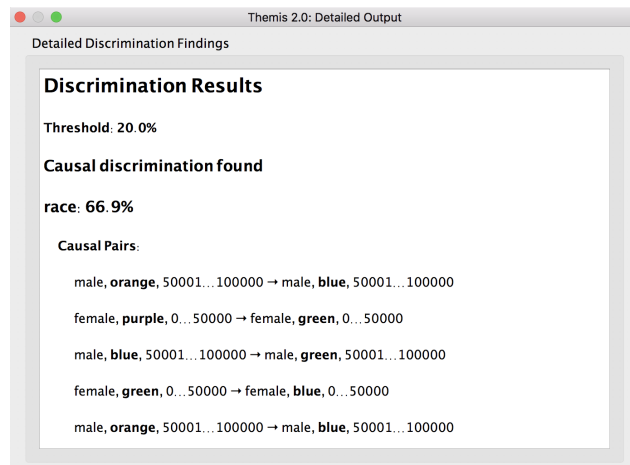 Themis 2.0: Detailed Output
Detailed Discrimination Findings
Discrimination Results
Threshold: 20.0%
Causal discrimination found
race: 66.9%
Causal Pairs:
male, orange, 50001...100000 → male, blue, 50001...100000
female, purple, 0...50000 → female, green, 0...50000
male, blue, 50001...100000 → male, green, 50001...100000
female, green, 0...50000 → female, blue, 0...50000
male, orange, 50001...100000 → male, blue, 50001...100000